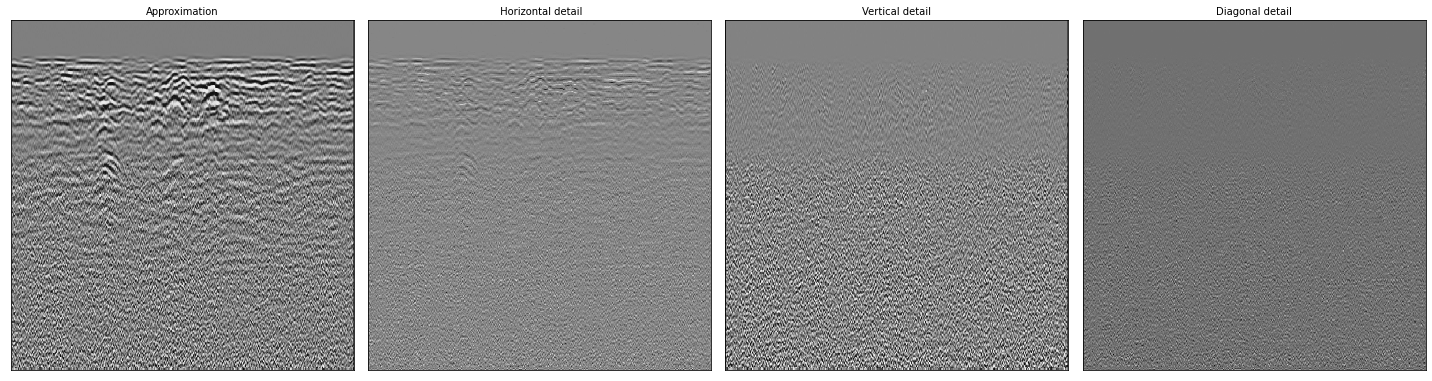 Approximation
Horizontal detail
Vertical detail
Diagonal detail